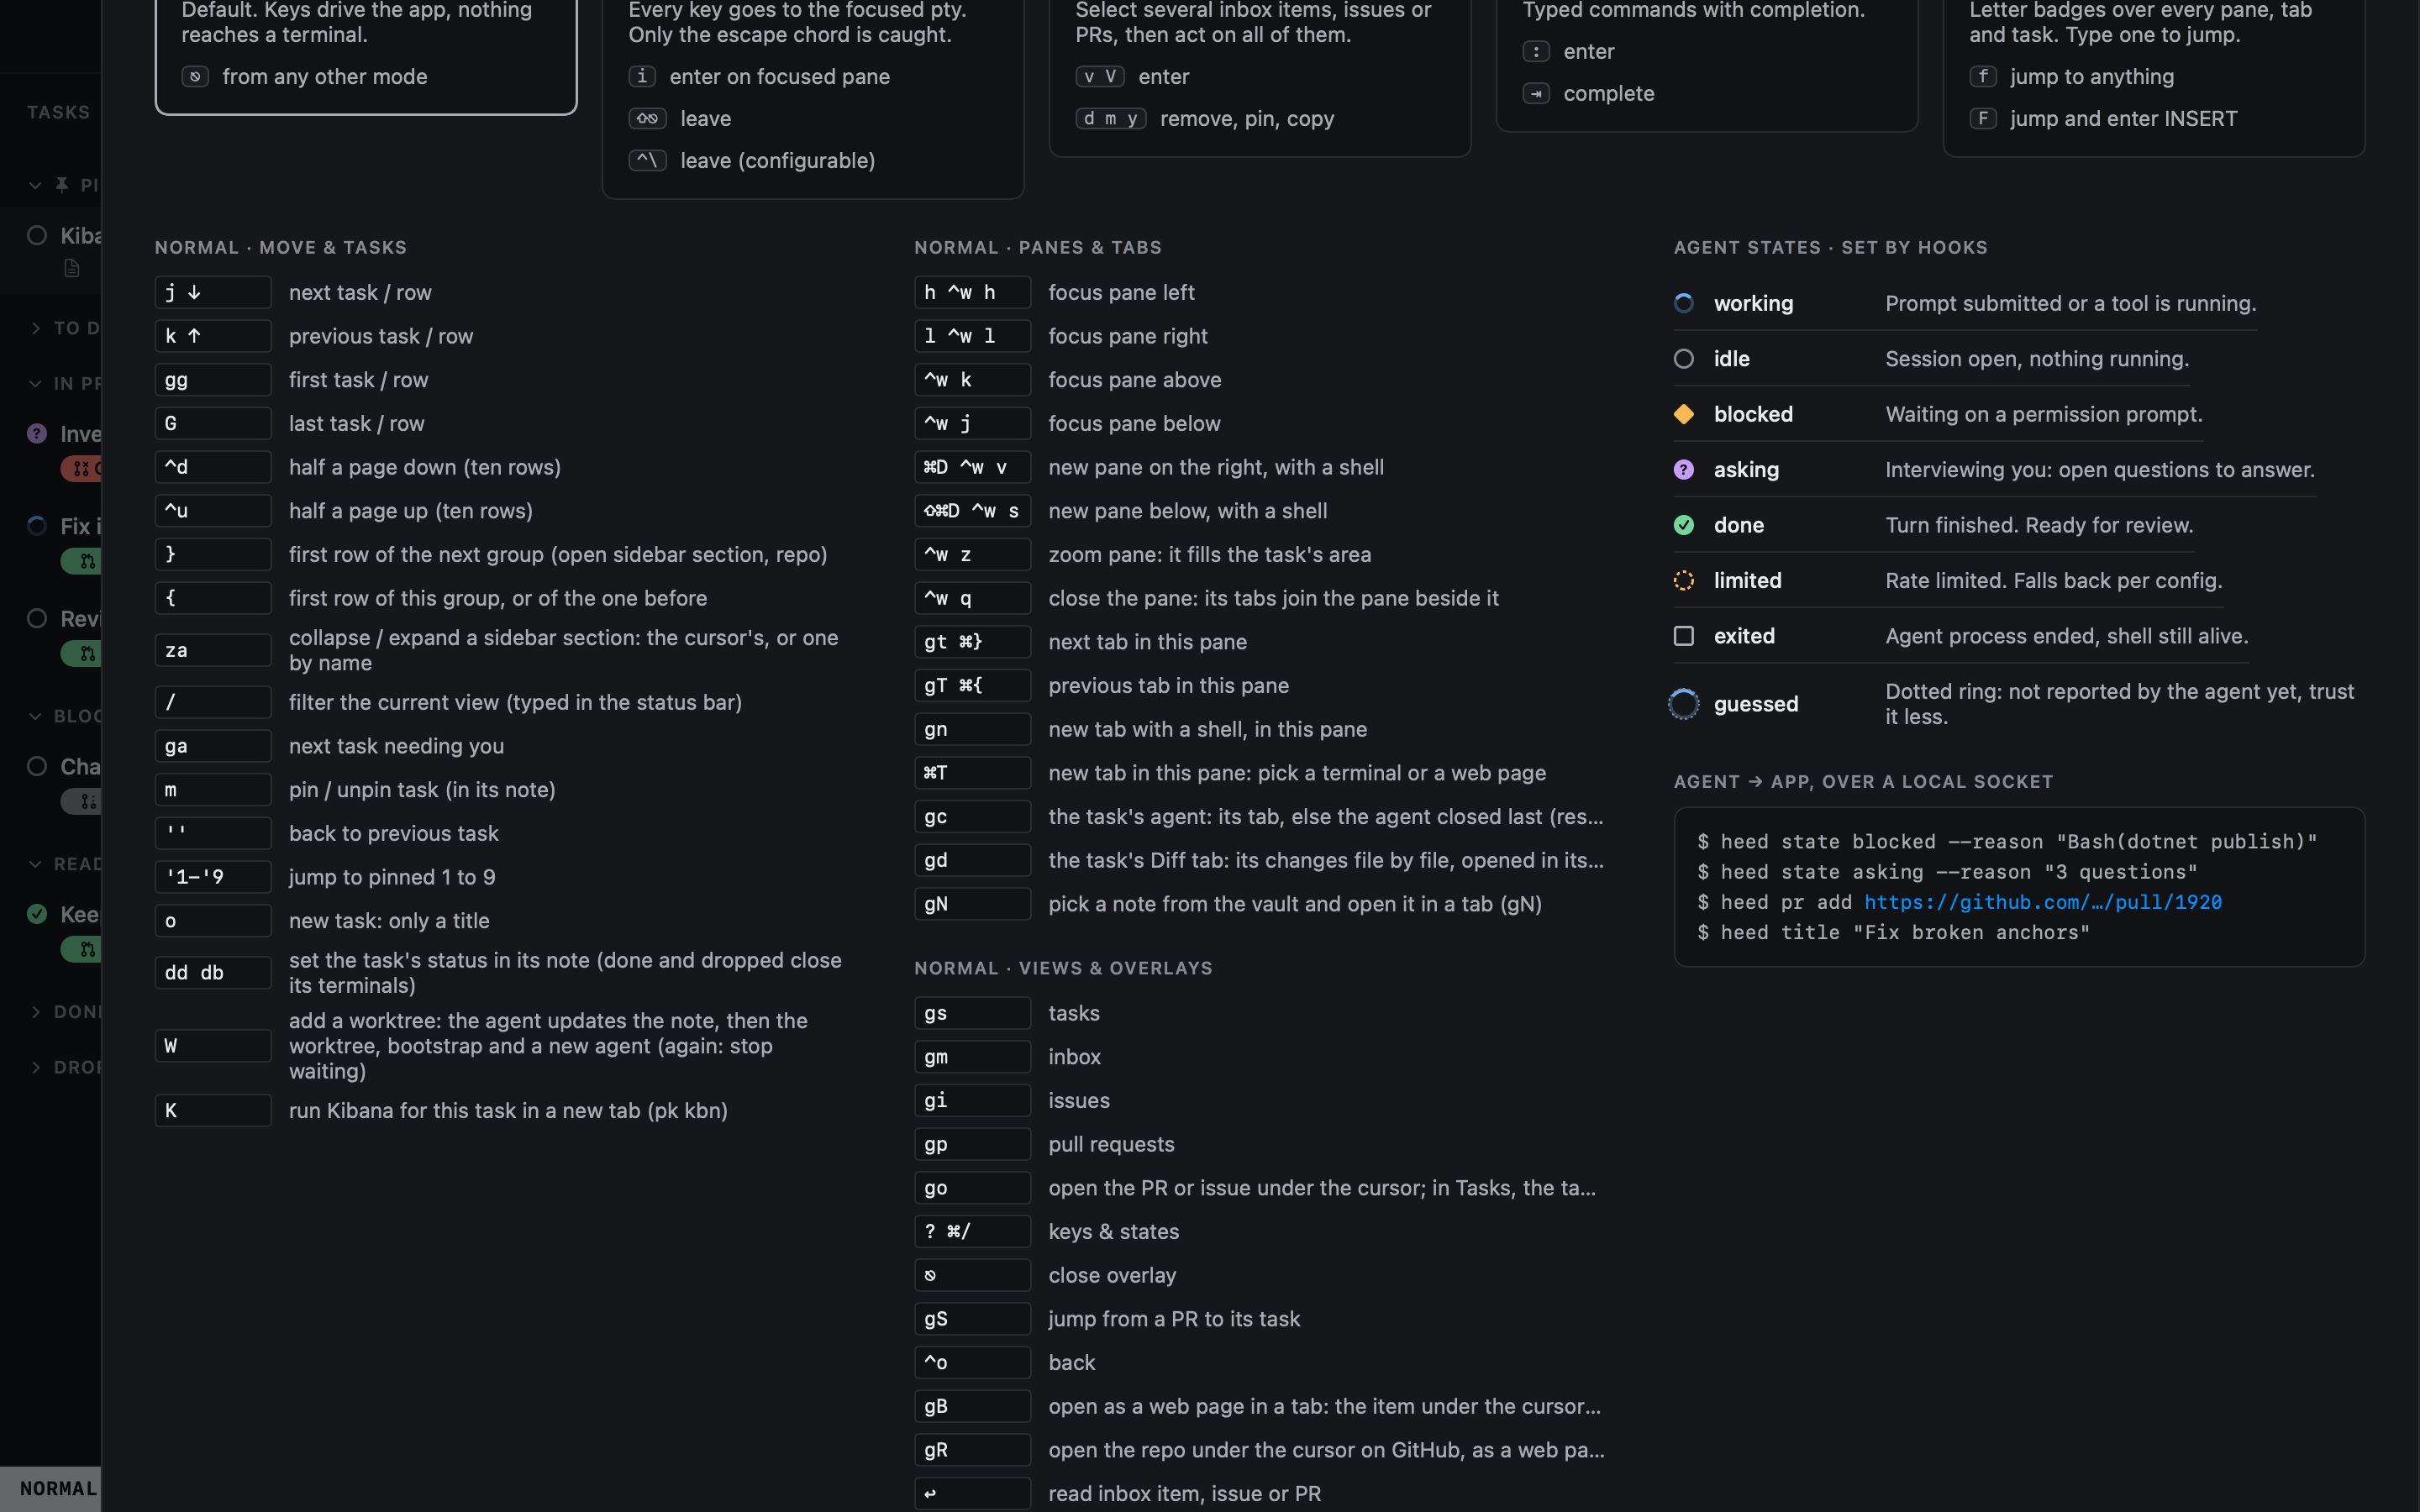 Default. Keys drive the app, nothing
reaches a terminal.
⎋ from any other mode
Every key goes to the focused pty.
Only the escape chord is caught.
i enter on focused pane
⇧⎋ leave
^\ leave (configurable)
Select several inbox items, issues or
PRs, then act on all of them.
v V enter
d m y remove, pin, copy
Typed commands with completion.
: enter
⇥ complete
Letter badges over every pane, tab
and task. Type one to jump.
f jump to anything
F jump and enter INSERT
TASKS
PI
Kiba
TO D
IN PR
Inve
Fix i
Revi
BLOC
Cha
READ
Kee
DON
DROP
NORMAL
NORMAL · MOVE & TASKS
j ↓ next task / row
k ↑ previous task / row
gg first task / row
G last task / row
^d half a page down (ten rows)
^u half a page up (ten rows)
} first row of the next group (open sidebar section, repo)
{ first row of this group, or of the one before
za collapse / expand a sidebar section: the cursor's, or one
by name
/ filter the current view (typed in the status bar)
ga next task needing you
m pin / unpin task (in its note)
'' back to previous task
'1–'9 jump to pinned 1 to 9
o new task: only a title
dd db set the task's status in its note (done and dropped close
its terminals)
W add a worktree: the agent updates the note, then the
worktree, bootstrap and a new agent (again: stop
waiting)
K run Kibana for this task in a new tab (pk kbn)
NORMAL · PANES & TABS
h ^w h focus pane left
l ^w l focus pane right
^w k focus pane above
^w j focus pane below
⌘D ^w v new pane on the right, with a shell
⇧⌘D ^w s new pane below, with a shell
^w z zoom pane: it fills the task's area
^w q close the pane: its tabs join the pane beside it
gt ⌘} next tab in this pane
gT ⌘{ previous tab in this pane
gn new tab with a shell, in this pane
⌘T new tab in this pane: pick a terminal or a web page
gc the task's agent: its tab, else the agent closed last (res…
gd the task's Diff tab: its changes file by file, opened in its…
gN pick a note from the vault and open it in a tab (gN)
NORMAL · VIEWS & OVERLAYS
gs tasks
gm inbox
gi issues
gp pull requests
go open the PR or issue under the cursor; in Tasks, the ta…
? ⌘/ keys & states
⎋ close overlay
gS jump from a PR to its task
^o back
gB open as a web page in a tab: the item under the cursor…
gR open the repo under the cursor on GitHub, as a web pa…
↩ read inbox item, issue or PR
AGENT STATES · SET BY HOOKS
working Prompt submitted or a tool is running.
idle Session open, nothing running.
blocked Waiting on a permission prompt.
? asking Interviewing you: open questions to answer.
done Turn finished. Ready for review.
limited Rate limited. Falls back per config.
exited Agent process ended, shell still alive.
guessed Dotted ring: not reported by the agent yet, trust
it less.
AGENT → APP, OVER A LOCAL SOCKET
$ heed state blocked --reason "Bash(dotnet publish)"
$ heed state asking --reason "3 questions"
$ heed pr add https://github.com/…/pull/1920
$ heed title "Fix broken anchors"